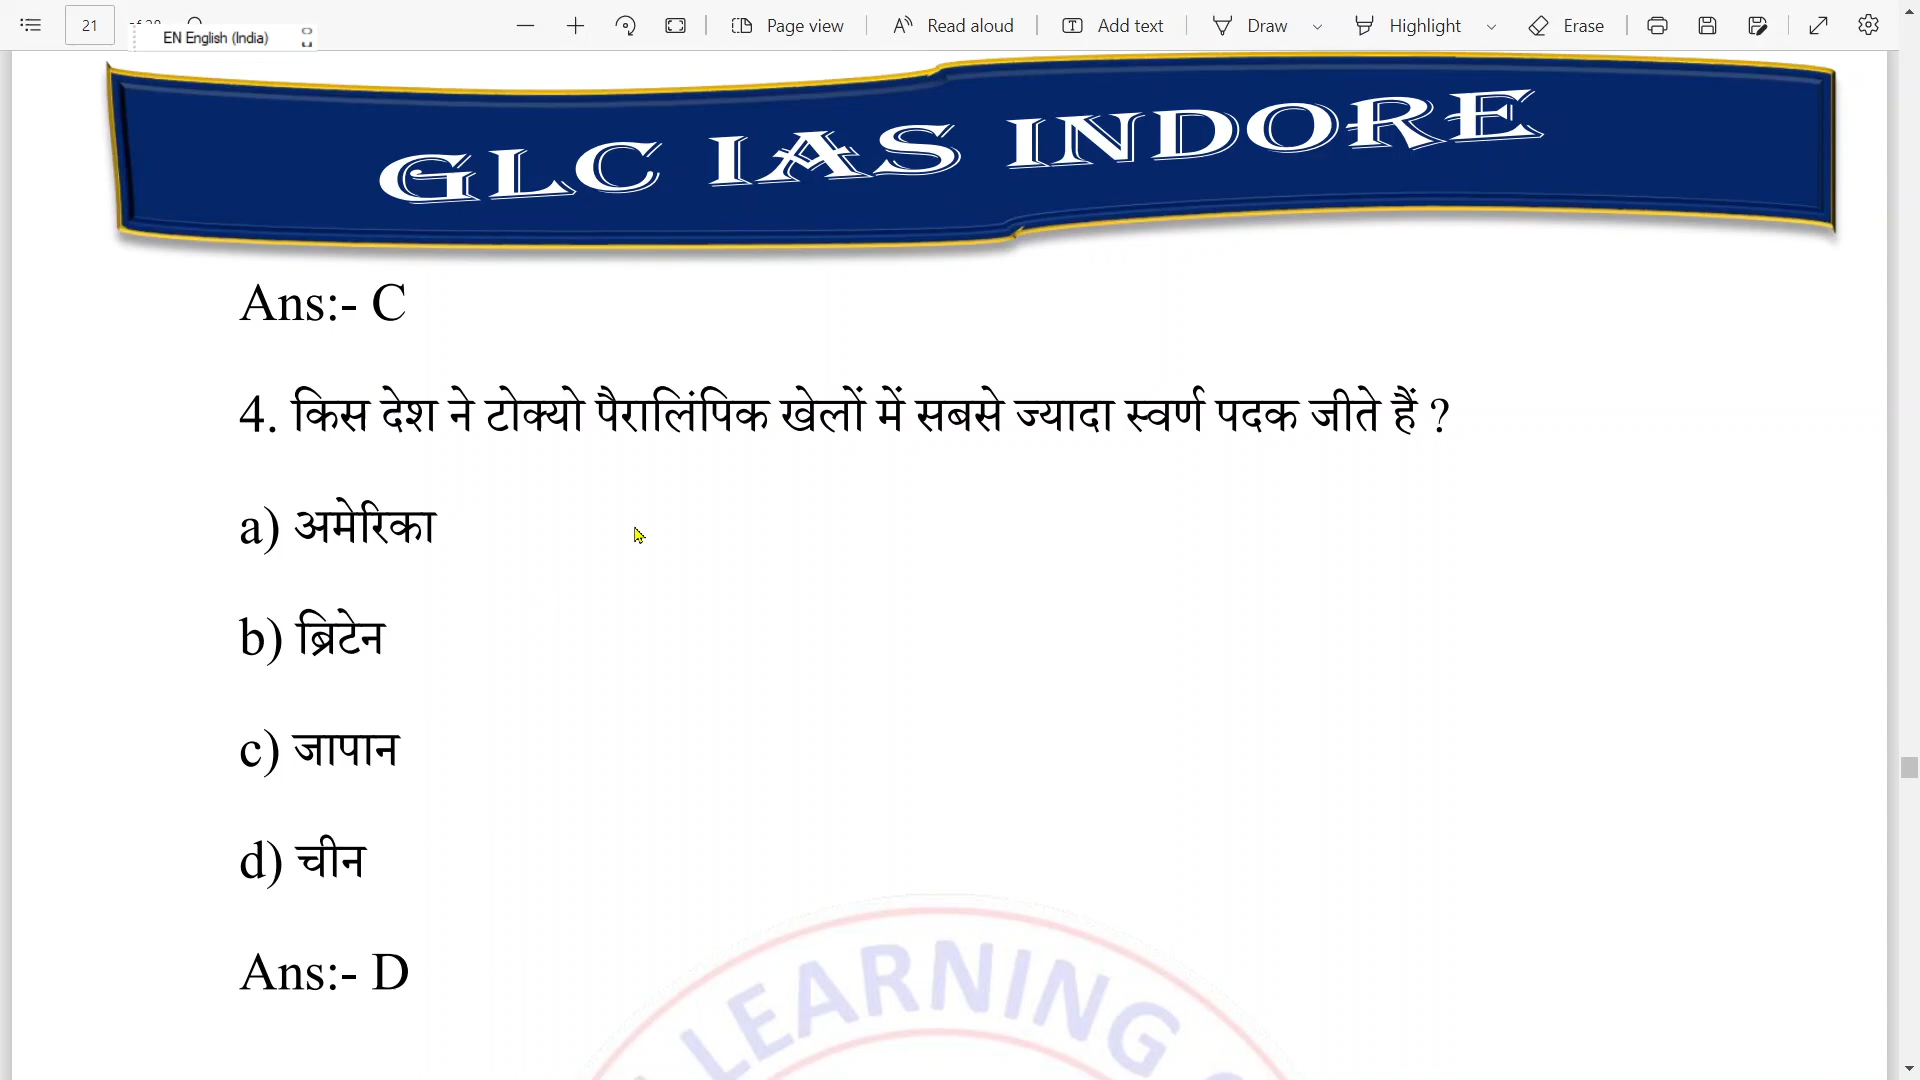 21
EN English (India)
Page view
Read aloud
Add text
Draw
Highlight
Erase
GLC IAS INDORE
Ans:- C
4. किस देश ने टोक्यो पैरालिंपिक खेलों में सबसे ज्यादा स्वर्ण पदक जीते हैं ?
a) अमेरिका
b) ब्रिटेन
c) जापान
d) चीन
Ans:- D
LEARNING